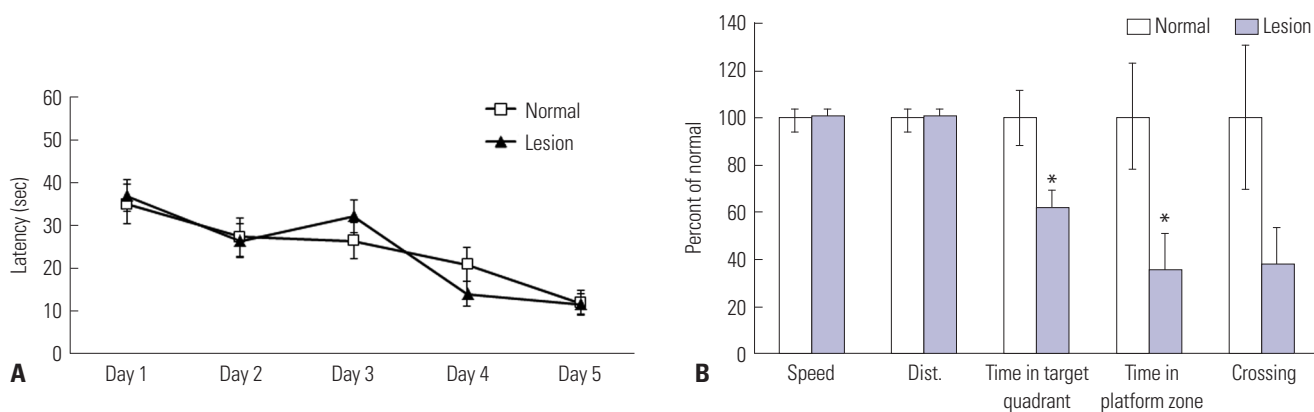 60
50
40
30
20
10
0
Latency (sec)
Normal
Lesion
Day 1
Day 2
Day 3
Day 4
Day 5
A
140
120
100
80
60
40
20
0
Percont of normal
Normal
Lesion
*
*
Speed
Dist.
Time in target
quadrant
Time in
platform zone
Crossing
B